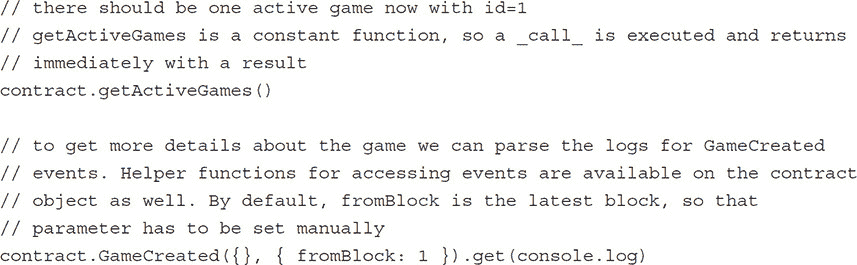 // there should be one active game now with id=1
// getActiveGames is a constant function, so a _call_ is executed and returns
// immediately with a result
contract.getActiveGames()
// to get more details about the game we can parse the logs for GameCreated
// events. Helper functions for accessing events are available on the contract
// object as well. By default, fromBlock is the latest block, so that
// parameter has to be set manually
contract.GameCreated({}, { fromBlock: 1 }).get(console.log)